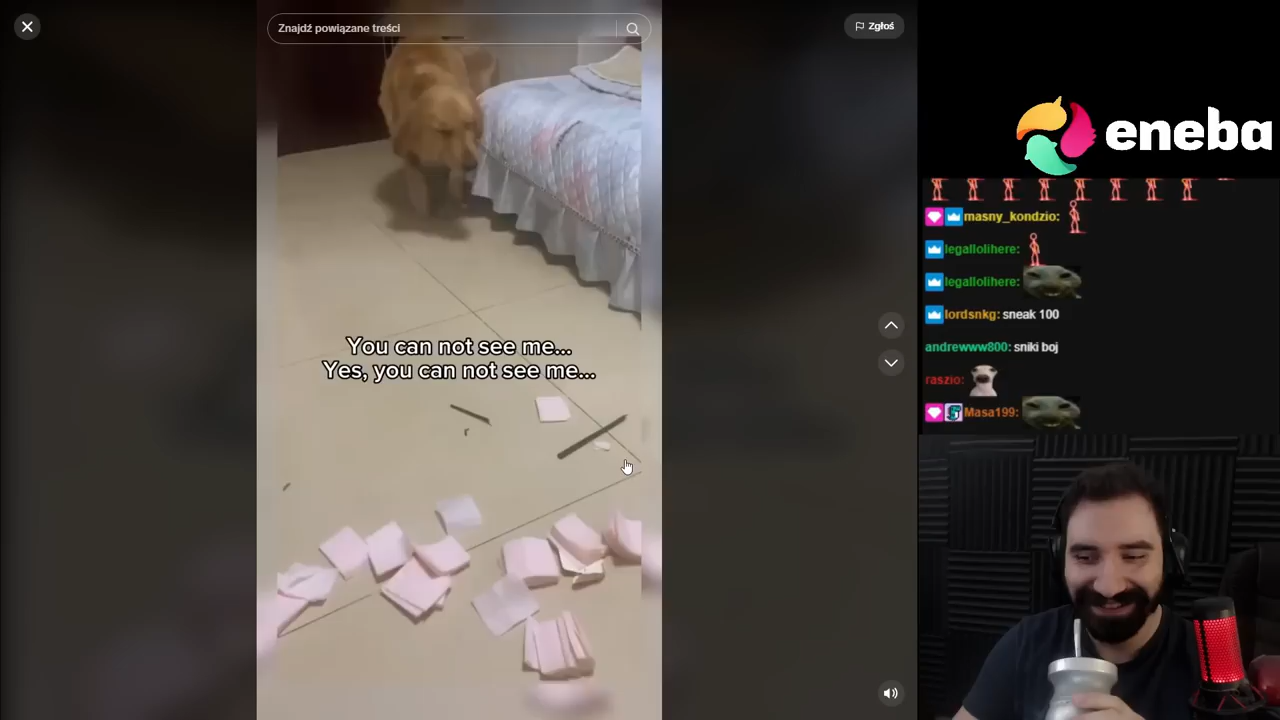 Znajdź powiązane treści
Zgłoś
eneba
masny_kondzio:
legallolihere:
legallolihere:
lordsnkg: sneak 100
andrewww800: sniki boj
raszio:
Masa199:
You can not see me...
Yes, you can not see me...